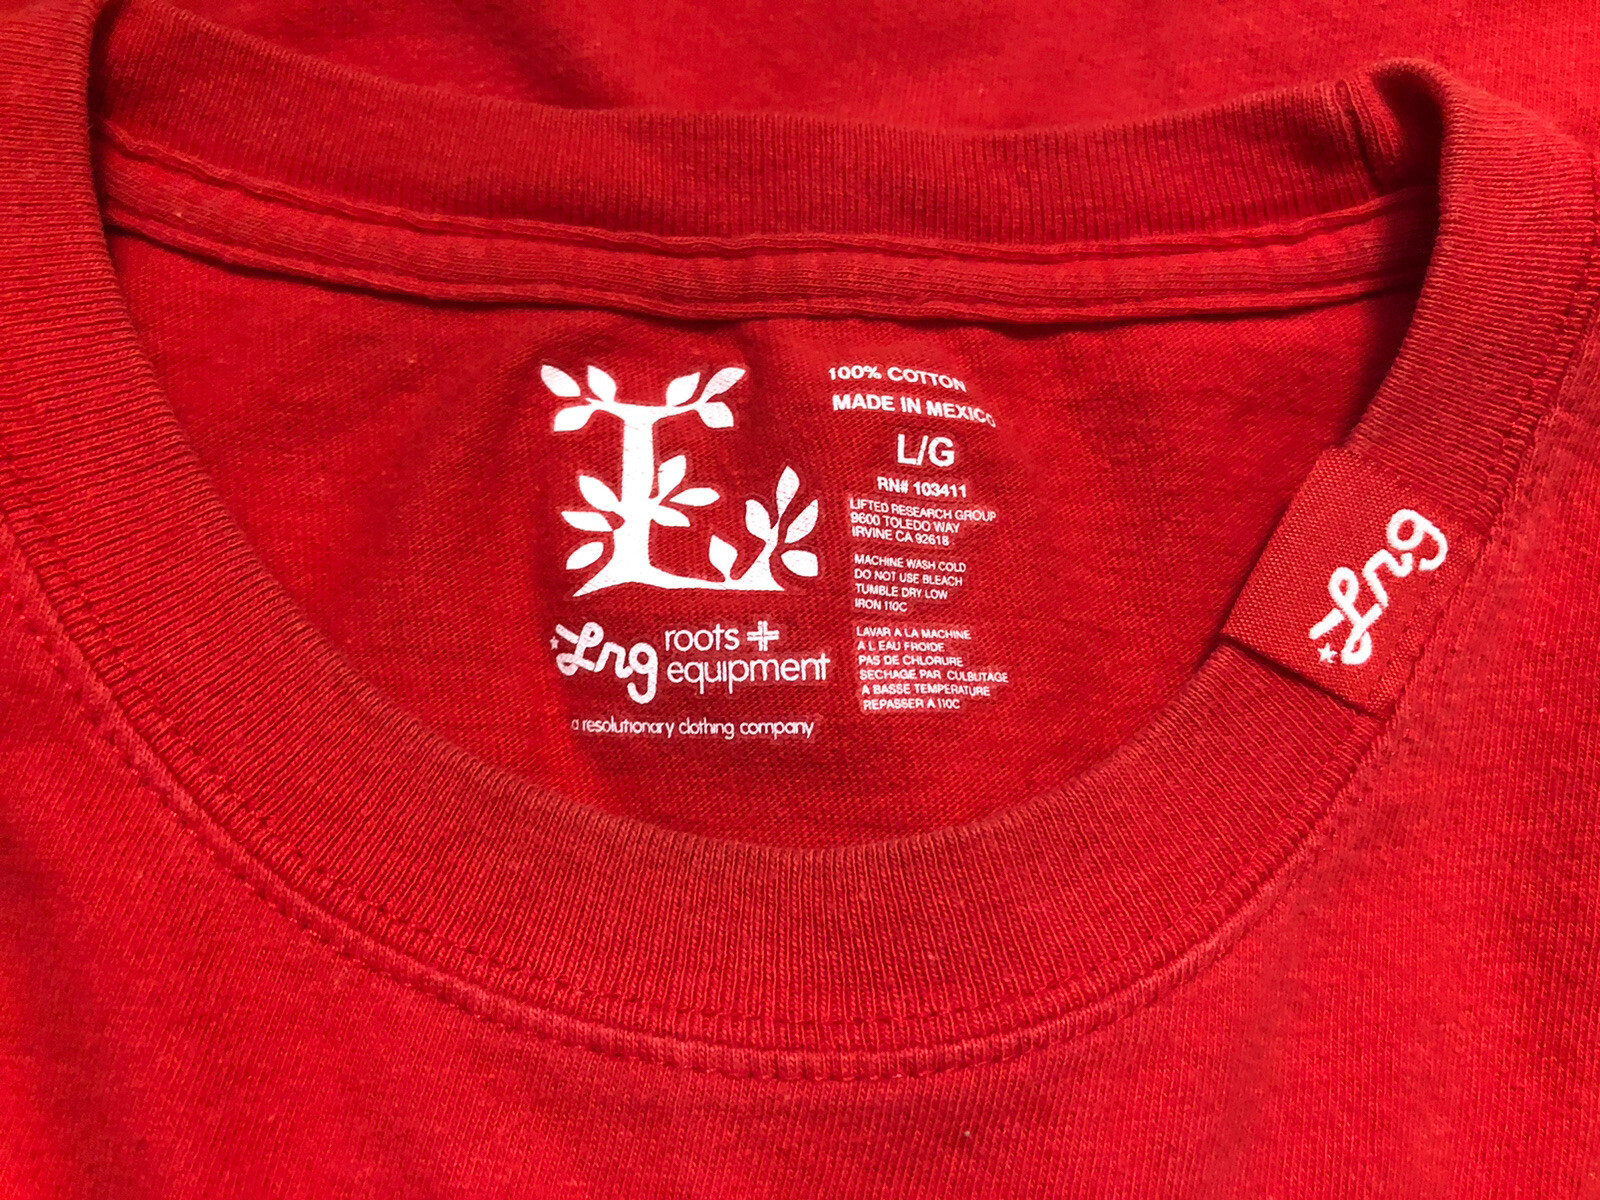 Lrg roots +
equipment
a resolutionary clothing company
100% COTTON
MADE IN MEXICO
L/G
RN# 103411
LIFTED RESEARCH GROUP
9600 TOLEDO WAY
IRVINE CA 92618
MACHINE WASH COLD
DO NOT USE BLEACH
TUMBLE DRY LOW
IRON 110C
LAVAR A LA MACHINE
A L EAU FROIDE
PAS DE CHLORURE
SECHAGE PAR CULBUTAGE
A BASSE TEMPERATURE
REPASSER A 110C
Lrg